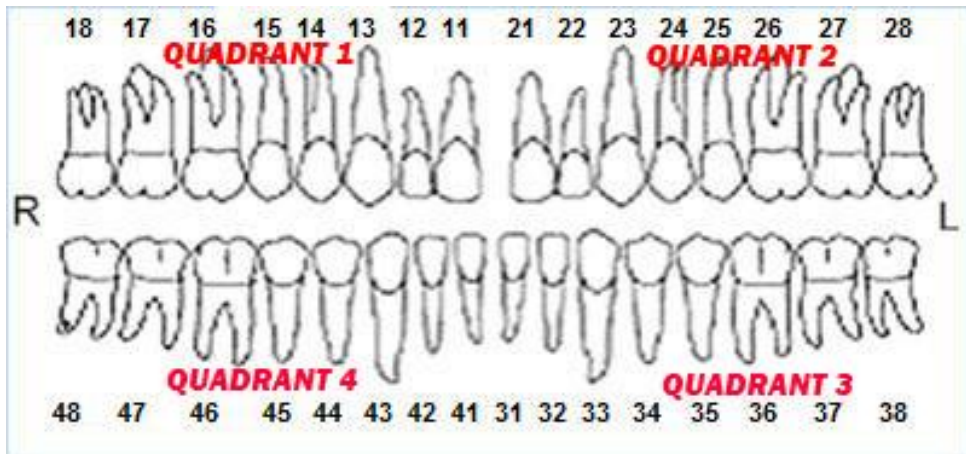 18 17 16 15 14 13 12 11 21 22 23 24 25 26 27 28
QUADRANT 1 QUADRANT 2
R L
QUADRANT 4 QUADRANT 3
48 47 46 45 44 43 42 41 31 32 33 34 35 36 37 38